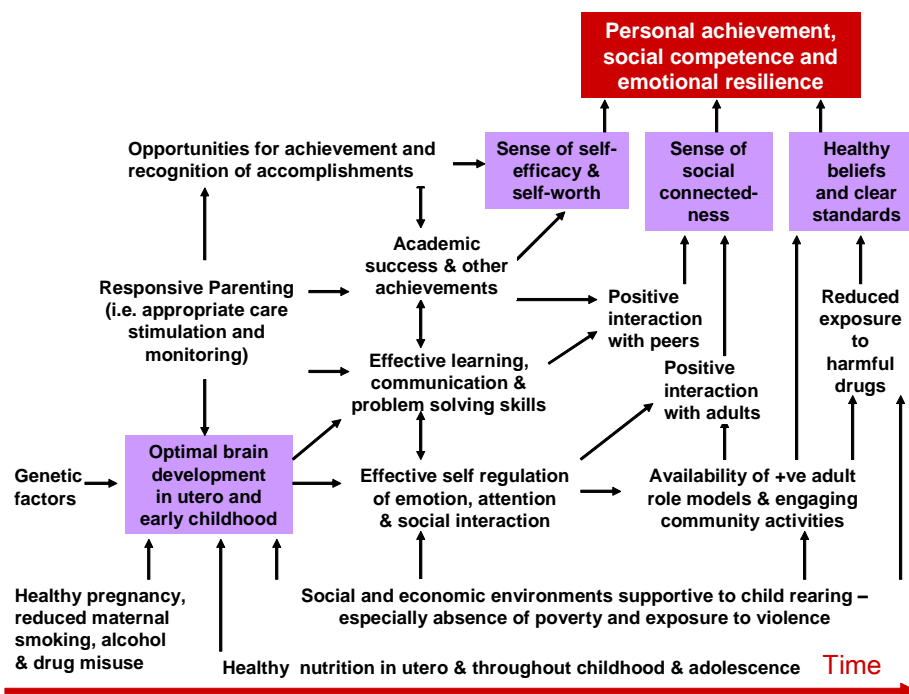 Personal achievement,
social competence and
emotional resilience
Opportunities for achievement and
recognition of accomplishments
Sense of self-
efficacy &
self-worth
Sense of
social
connected-
ness
Healthy
beliefs
and clear
standards
Academic
success & other
achievements
Responsive Parenting
(i.e. appropriate care
stimulation and
monitoring)
Positive
interaction
with peers
Reduced
exposure
to
harmful
drugs
Effective learning,
communication &
problem solving skills
Positive
interaction
with adults
Genetic
factors
Optimal brain
development
in utero and
early childhood
Effective self regulation
of emotion, attention
& social interaction
Availability of +ve adult
role models & engaging
community activities
Healthy pregnancy,
reduced maternal
smoking, alcohol
& drug misuse
Social and economic environments supportive to child rearing –
especially absence of poverty and exposure to violence
Healthy nutrition in utero & throughout childhood & adolescence
Time